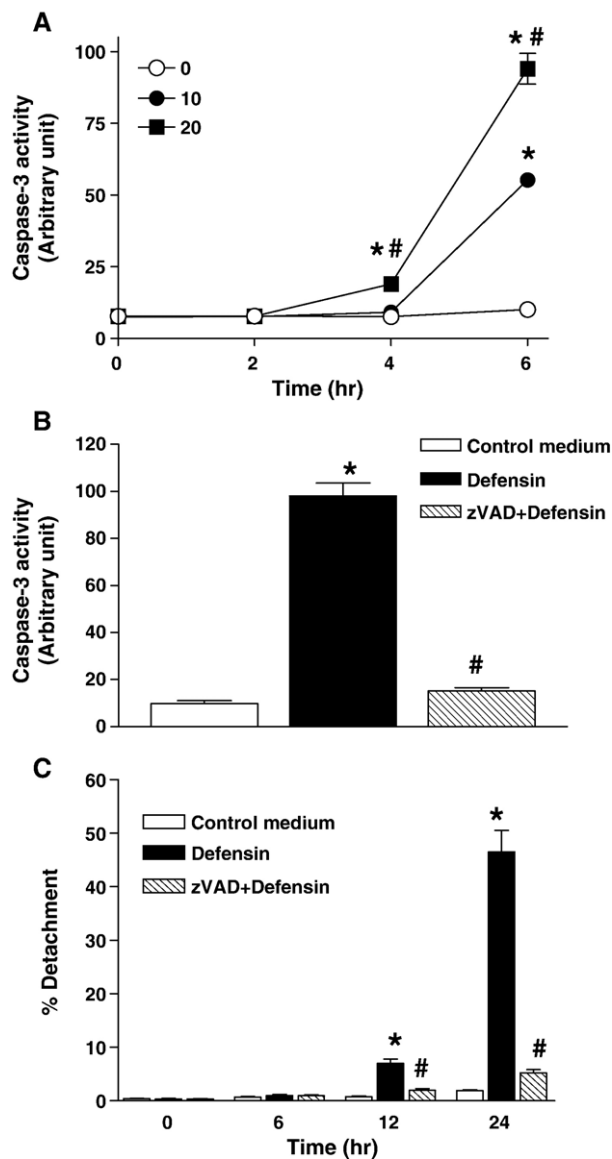 A
Caspase-3 activity
(Arbitrary unit)
100
75
50
25
0
0
10
20
* #
*
* #
0 2 4 6
Time (hr)
B
Caspase-3 activity
(Arbitrary unit)
120
100
80
60
40
20
0
*
#
Control medium
Defensin
zVAD+Defensin
C
% Detachment
60
50
40
30
20
10
0
Control medium
Defensin
zVAD+Defensin
*
#
*
#
0 6 12 24
Time (hr)